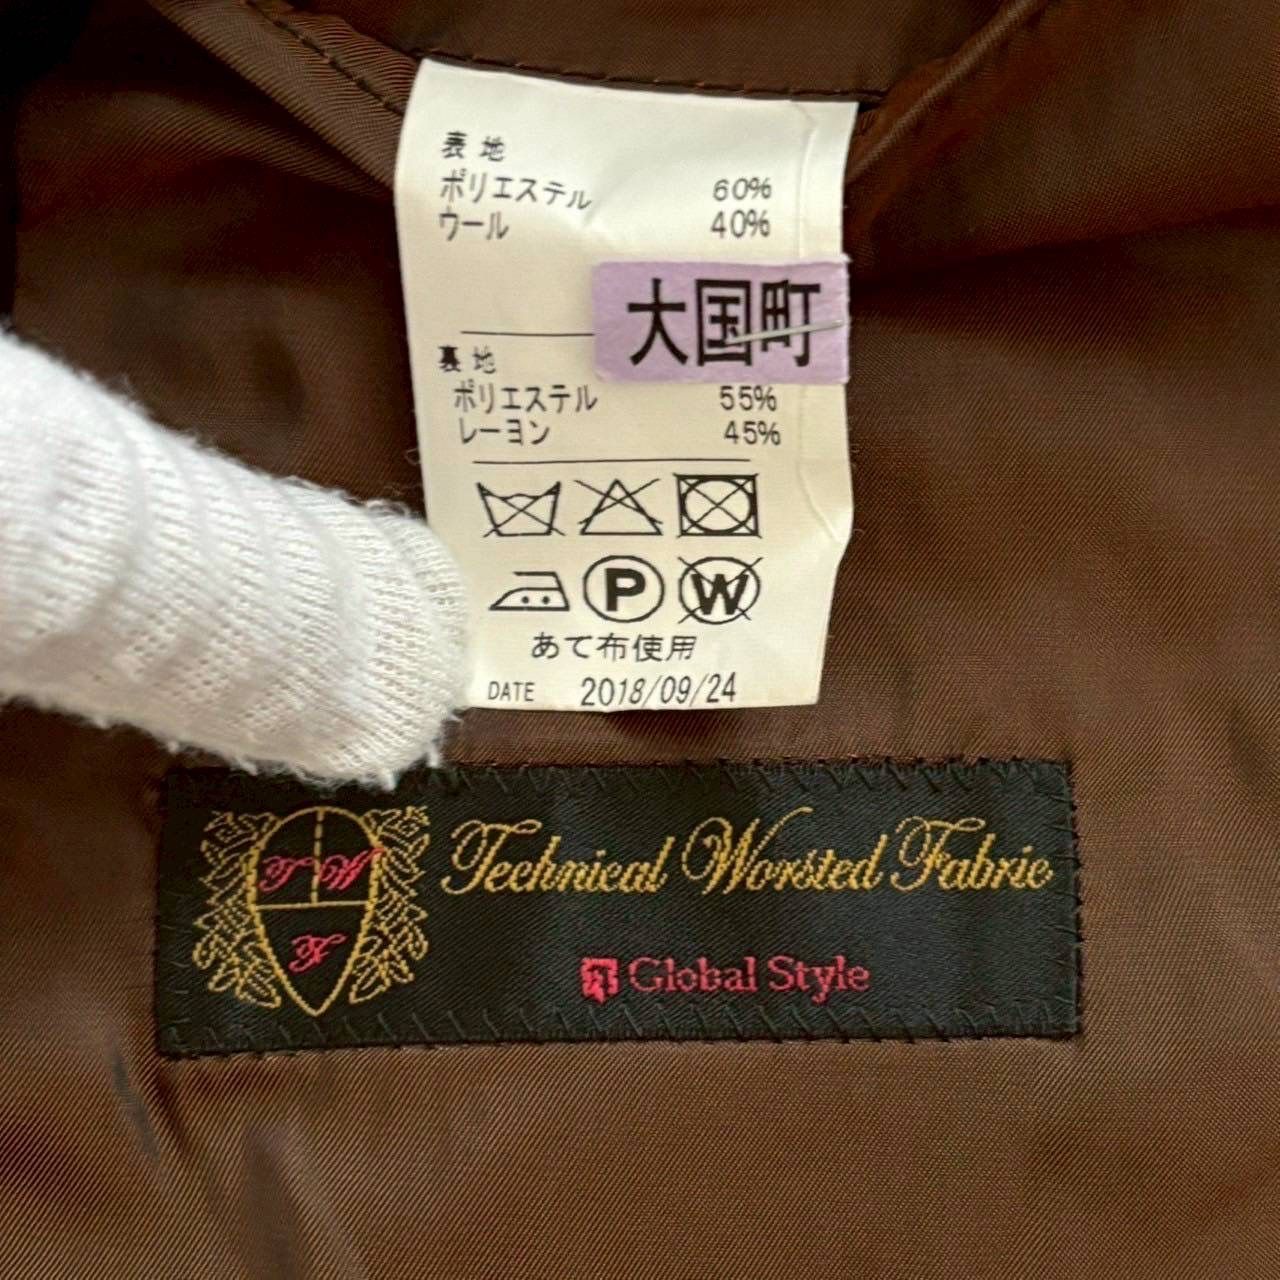 表地
ポリエステル 60%
ウール 40%
大国町
裏地
ポリエステル 55%
レーヨン 45%
P W
あて布使用
DATE 2018/09/24
Technical Worsted Fabric
Global Style